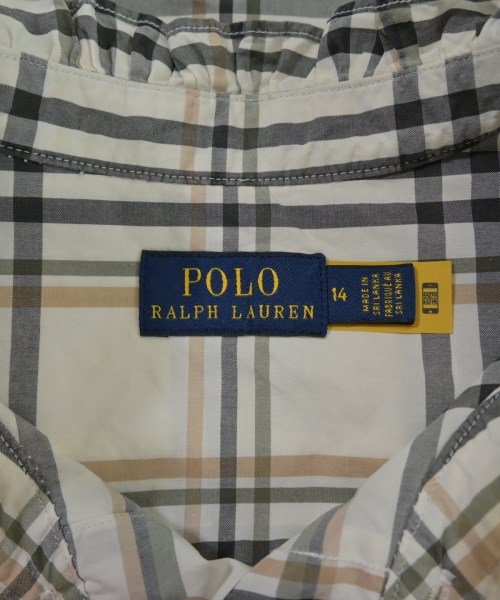 POLO
RALPH LAUREN
14
MADE IN
SRI LANKA
FABRIQUÉ AU
SRI LANKA